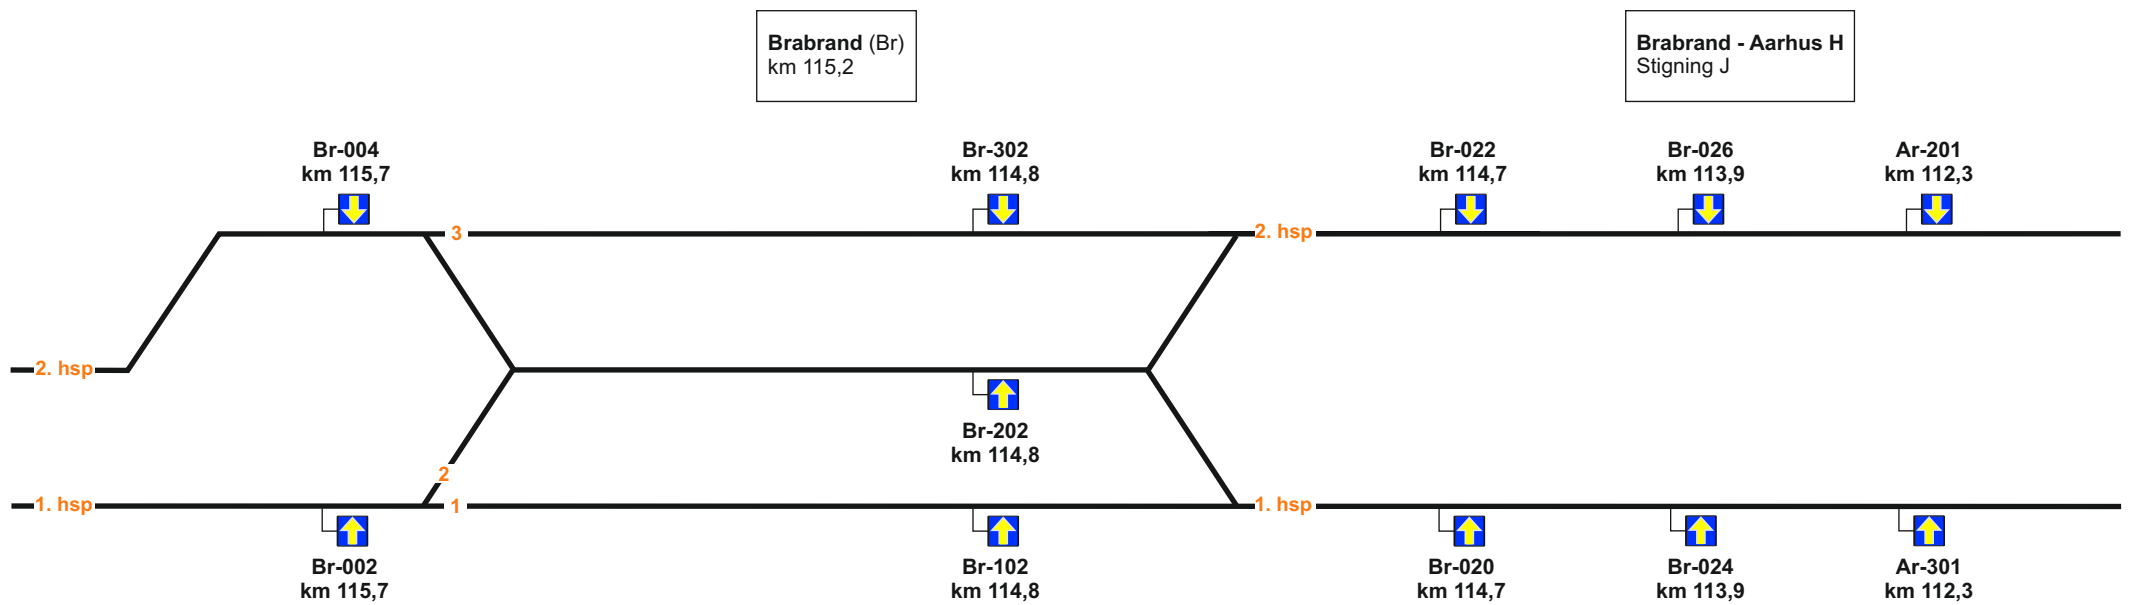 Brabrand (Br)
km 115,2
Brabrand - Aarhus H
Stigning J
Br-004
km 115,7
Br-302
km 114,8
Br-022
km 114,7
Br-026
km 113,9
Ar-201
km 112,3
3
2. hsp
2. hsp
Br-202
km 114,8
2
1. hsp
1
1. hsp
Br-002
km 115,7
Br-102
km 114,8
Br-020
km 114,7
Br-024
km 113,9
Ar-301
km 112,3